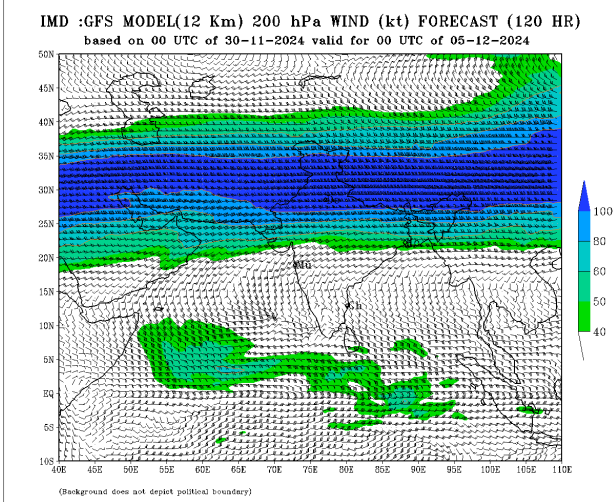 IMD :GFS MODEL(12 Km) 200 hPa WIND (kt) FORECAST (120 HR)
based on 00 UTC of 30-11-2024 valid for 00 UTC of 05-12-2024
50N
45N
40N
35N
30N
25N
20N
15N
10N
5N
EQ
5S
10S
Mu
Ch
100
80
80
60
40
40E 45E 50E 55E 60E 65E 70E 75E 80E 85E 90E 95E 100E 105E 110E
(Background does not depict political boundary)